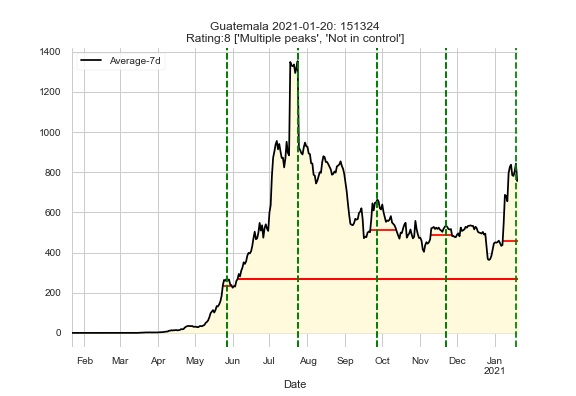 Guatemala 2021-01-20: 151324
Rating:8 ['Multiple peaks', 'Not in control']
Average-7d
1400
1200
1000
800
600
400
200
0
Feb Mar Apr May Jun Jul Aug Sep Oct Nov Dec Jan
2021
Date